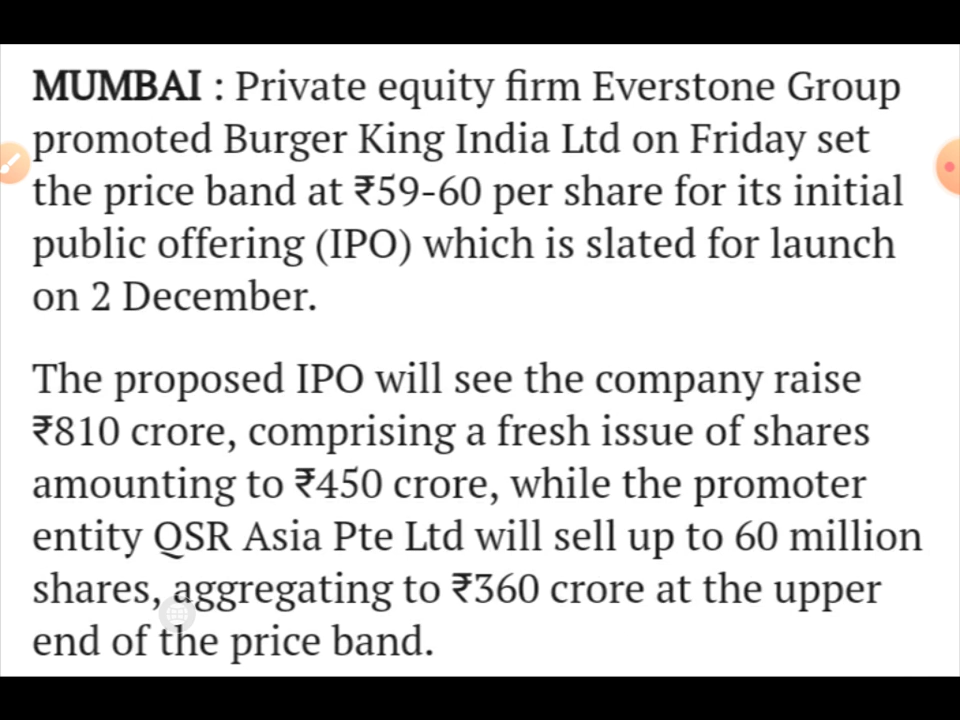 MUMBAI : Private equity firm Everstone Group
promoted Burger King India Ltd on Friday set
the price band at ₹59-60 per share for its initial
public offering (IPO) which is slated for launch
on 2 December.
The proposed IPO will see the company raise
₹810 crore, comprising a fresh issue of shares
amounting to ₹450 crore, while the promoter
entity QSR Asia Pte Ltd will sell up to 60 million
shares, aggregating to ₹360 crore at the upper
end of the price band.